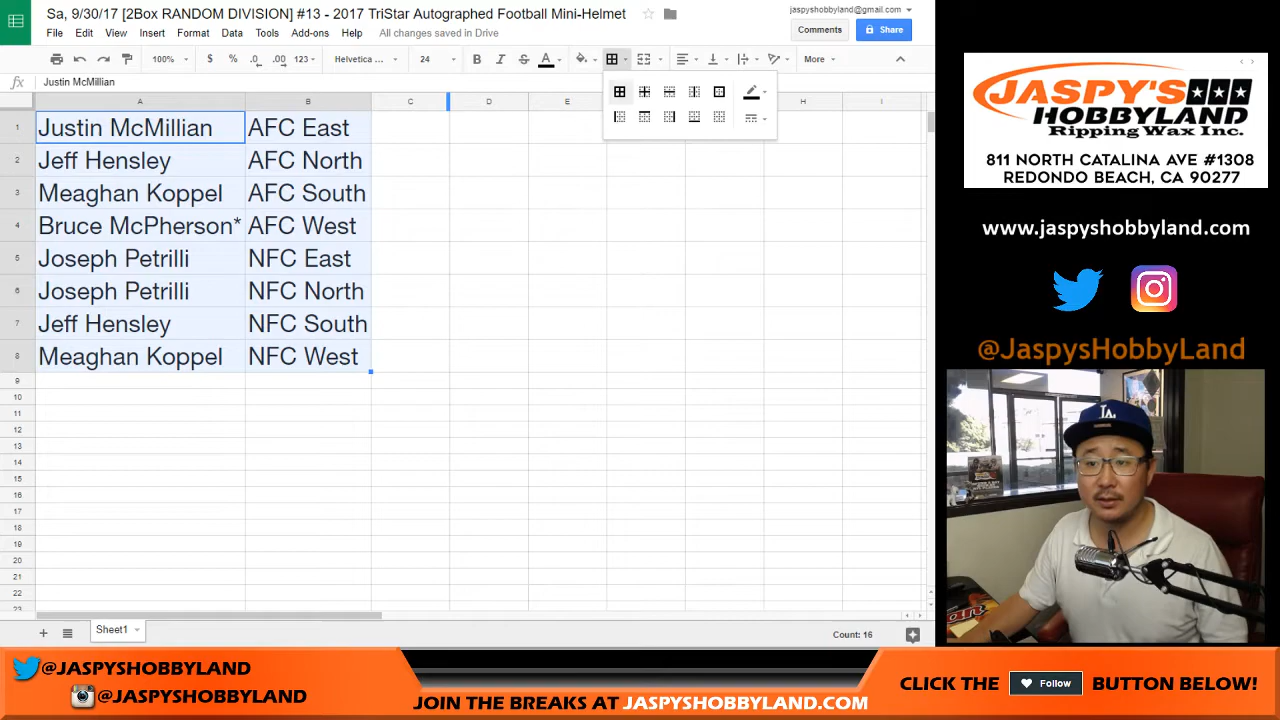 Sa, 9/30/17 [2Box RANDOM DIVISION] #13 - 2017 TriStar Autographed Football Mini-Helmet
jaspyshobbyland@gmail.com
File Edit View Insert Format Data Tools Add-ons Help All changes saved in Drive
Comments Share
$ % .0 .00 123 Helvetica ... 24 B I S A More
100%
fx Justin McMillian
A B C D E H I
1 Justin McMillian AFC East
2 Jeff Hensley AFC North
3 Meaghan Koppel AFC South
4 Bruce McPherson* AFC West
5 Joseph Petrilli NFC East
6 Joseph Petrilli NFC North
7 Jeff Hensley NFC South
8 Meaghan Koppel NFC West
9
10
11
12
13
14
15
16
17
18
19
20
21
22
23
Sheet1
Count: 16
JASPY'S
HOBBYLAND
Ripping Wax Inc.
811 NORTH CATALINA AVE #1308
REDONDO BEACH, CA 90277
www.jaspyshobbyland.com
@JaspysHobbyLand
LA
@JASPYSHOBBYLAND
@JASPYSHOBBYLAND
JOIN THE BREAKS AT JASPYSHOBBYLAND.COM
CLICK THE Follow BUTTON BELOW!